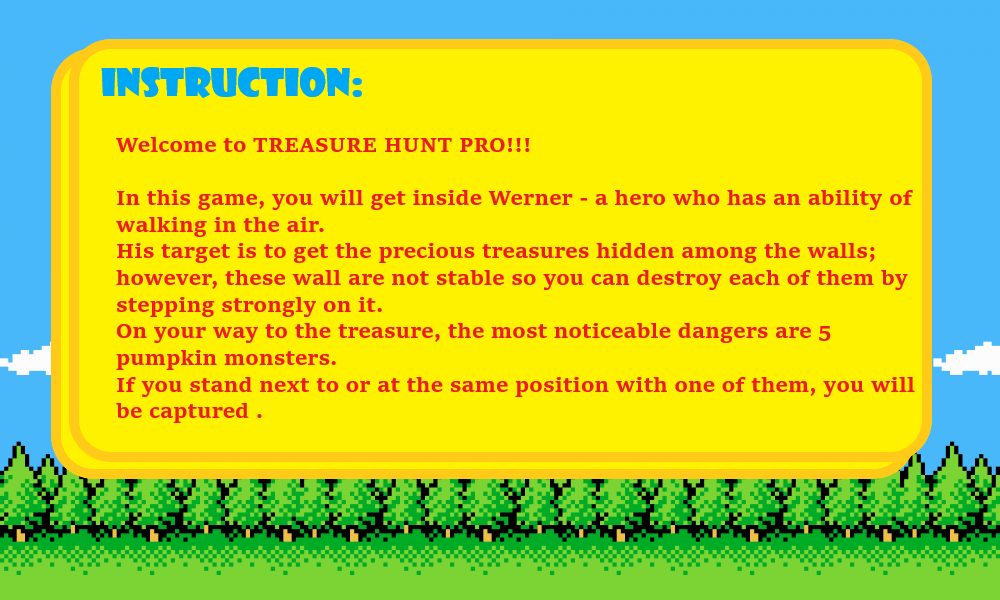 INSTRUCTION:
Welcome to TREASURE HUNT PRO!!!
In this game, you will get inside Werner - a hero who has an ability of
walking in the air.
His target is to get the precious treasures hidden among the walls;
however, these wall are not stable so you can destroy each of them by
stepping strongly on it.
On your way to the treasure, the most noticeable dangers are 5
pumpkin monsters.
If you stand next to or at the same position with one of them, you will
be captured .